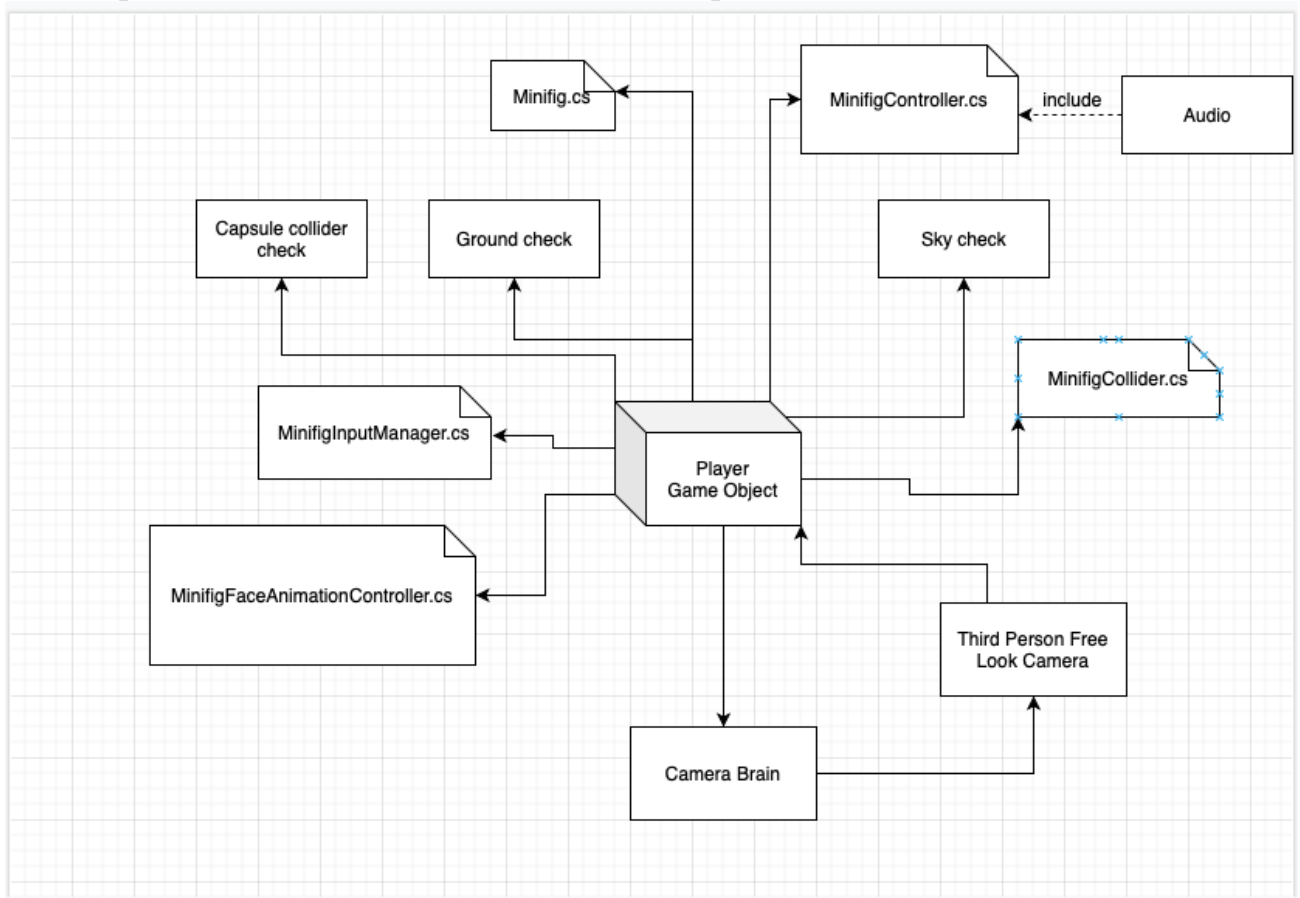 Minifig.cs
MinifigController.cs
include
Audio
Capsule collider
check
Ground check
Sky check
MinifigCollider.cs
MinifigInputManager.cs
Player
Game Object
MinifigFaceAnimationController.cs
Third Person Free
Look Camera
Camera Brain